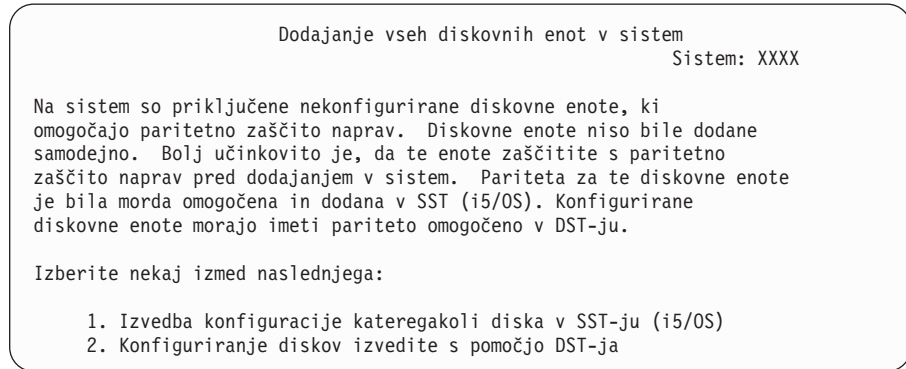 Dodajanje vseh diskovnih enot v sistem
Sistem: XXXX
Na sistem so priključene nekonfigurirane diskovne enote, ki
omogočajo paritetno zaščito naprav. Diskovne enote niso bile dodane
samodejno. Bolj učinkovito je, da te enote zaščitite s paritetno
zaščito naprav pred dodajanjem v sistem. Pariteta za te diskovne enote
je bila morda omogočena in dodana v SST (i5/OS). Konfigurirane
diskovne enote morajo imeti pariteto omogočeno v DST-ju.
Izberite nekaj izmed naslednjega:
1. Izvedba konfiguracije kateregakoli diska v SST-ju (i5/OS)
2. Konfiguriranje diskov izvedite s pomočjo DST-ja